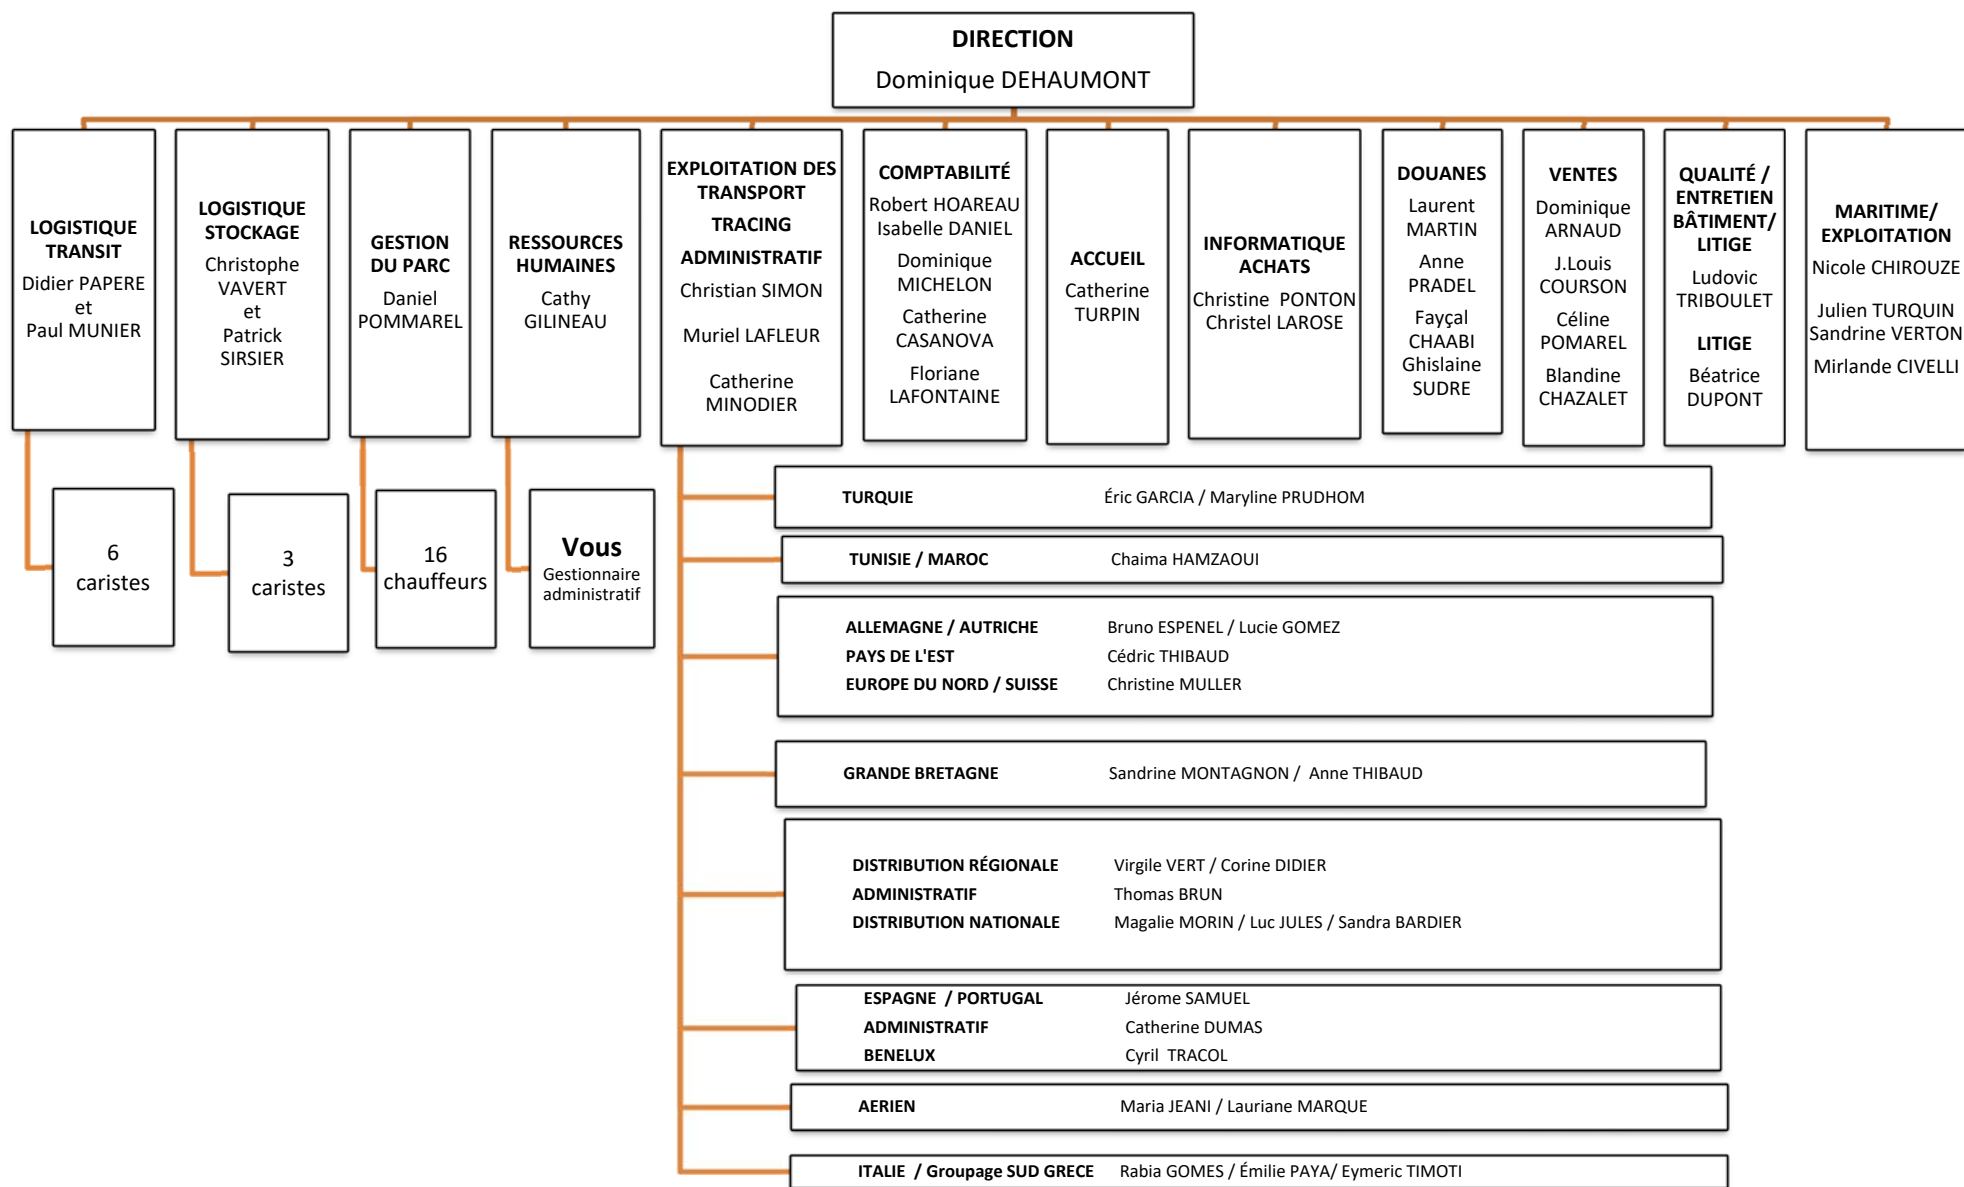 DIRECTION
Dominique DEHAUMONT
LOGISTIQUE
TRANSIT
Didier PAPERE
et
Paul MUNIER
LOGISTIQUE
STOCKAGE
Christophe
VAVERT
et
Patrick
SIRSIER
GESTION
DU PARC
Daniel
POMMAREL
RESSOURCES
HUMAINES
Cathy
GILINEAU
EXPLOITATION DES
TRANSPORT
TRACING
ADMINISTRATIF
Christian SIMON
Muriel LAFLEUR
Catherine
MINODIER
COMPTABILITÉ
Robert HOAREAU
Isabelle DANIEL
Dominique
MICHELON
Catherine
CASANOVA
Floriane
LAFONTAINE
ACCUEIL
Catherine
TURPIN
INFORMATIQUE
ACHATS
Christine PONTON
Christel LAROSE
DOUANES
Laurent
MARTIN
Anne
PRADEL
Fayçal
CHAABI
Ghislaine
SUDRE
VENTES
Dominique
ARNAUD
J.Louis
COURSON
Céline
POMAREL
Blandine
CHAZALET
QUALITÉ /
ENTRETIEN
BÂTIMENT/
LITIGE
Ludovic
TRIBOULET
LITIGE
Béatrice
DUPONT
MARITIME/
EXPLOITATION
Nicole CHIROUZE
Julien TURQUIN
Sandrine VERTON
Mirlande CIVELLI
6
caristes
3
caristes
16
chauffeurs
Vous
Gestionnaire
administratif
TURQUIE Éric GARCIA / Maryline PRUDHOM
TUNISIE / MAROC Chaima HAMZAOUI
ALLEMAGNE / AUTRICHE Bruno ESPENEL / Lucie GOMEZ
PAYS DE L'EST Cédric THIBAUD
EUROPE DU NORD / SUISSE Christine MULLER
GRANDE BRETAGNE Sandrine MONTAGNON / Anne THIBAUD
DISTRIBUTION RÉGIONALE Virgile VERT / Corine DIDIER
ADMINISTRATIF Thomas BRUN
DISTRIBUTION NATIONALE Magalie MORIN / Luc JULES / Sandra BARDIER
ESPAGNE / PORTUGAL Jérome SAMUEL
ADMINISTRATIF Catherine DUMAS
BENELUX Cyril TRACOL
AERIEN Maria JEANI / Lauriane MARQUE
ITALIE / Groupage SUD GRECE Rabia GOMES / Émilie PAYA/ Eymeric TIMOTI